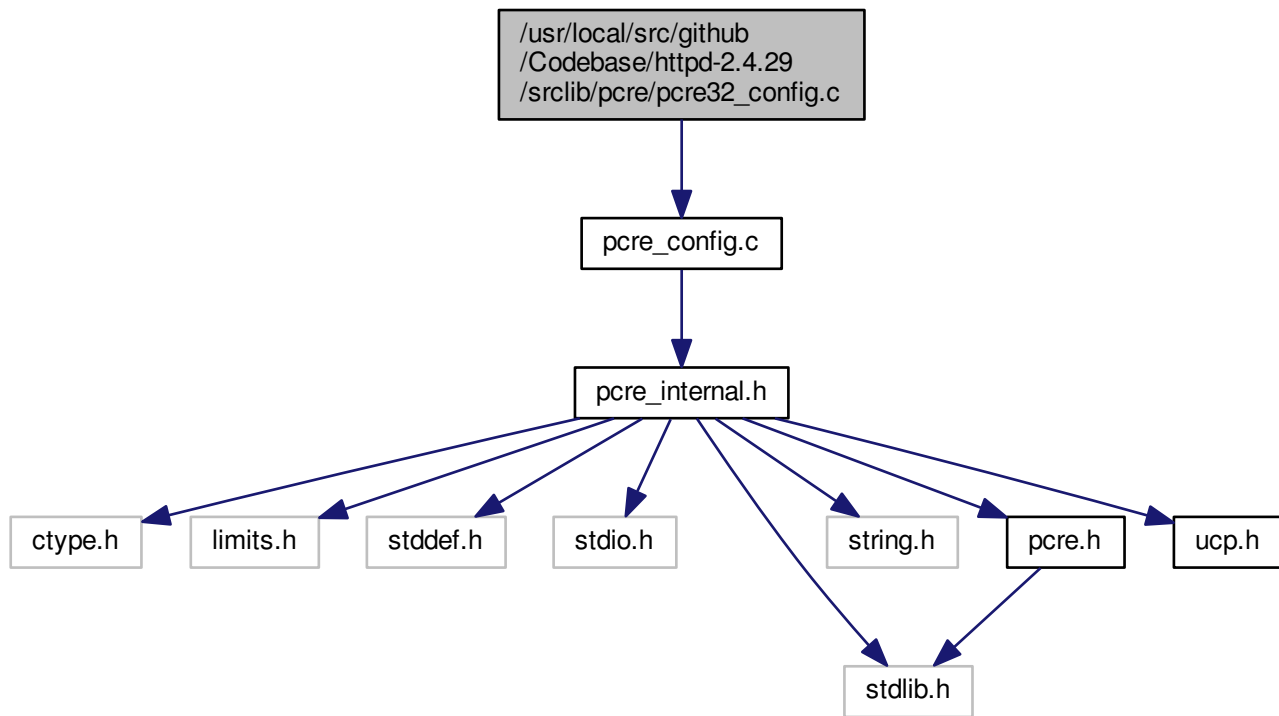 /usr/local/src/github
/Codebase/httpd-2.4.29
/srclib/pcre/pcre32_config.c
pcre_config.c
pcre_internal.h
ctype.h
limits.h
stddef.h
stdio.h
string.h
pcre.h
ucp.h
stdlib.h